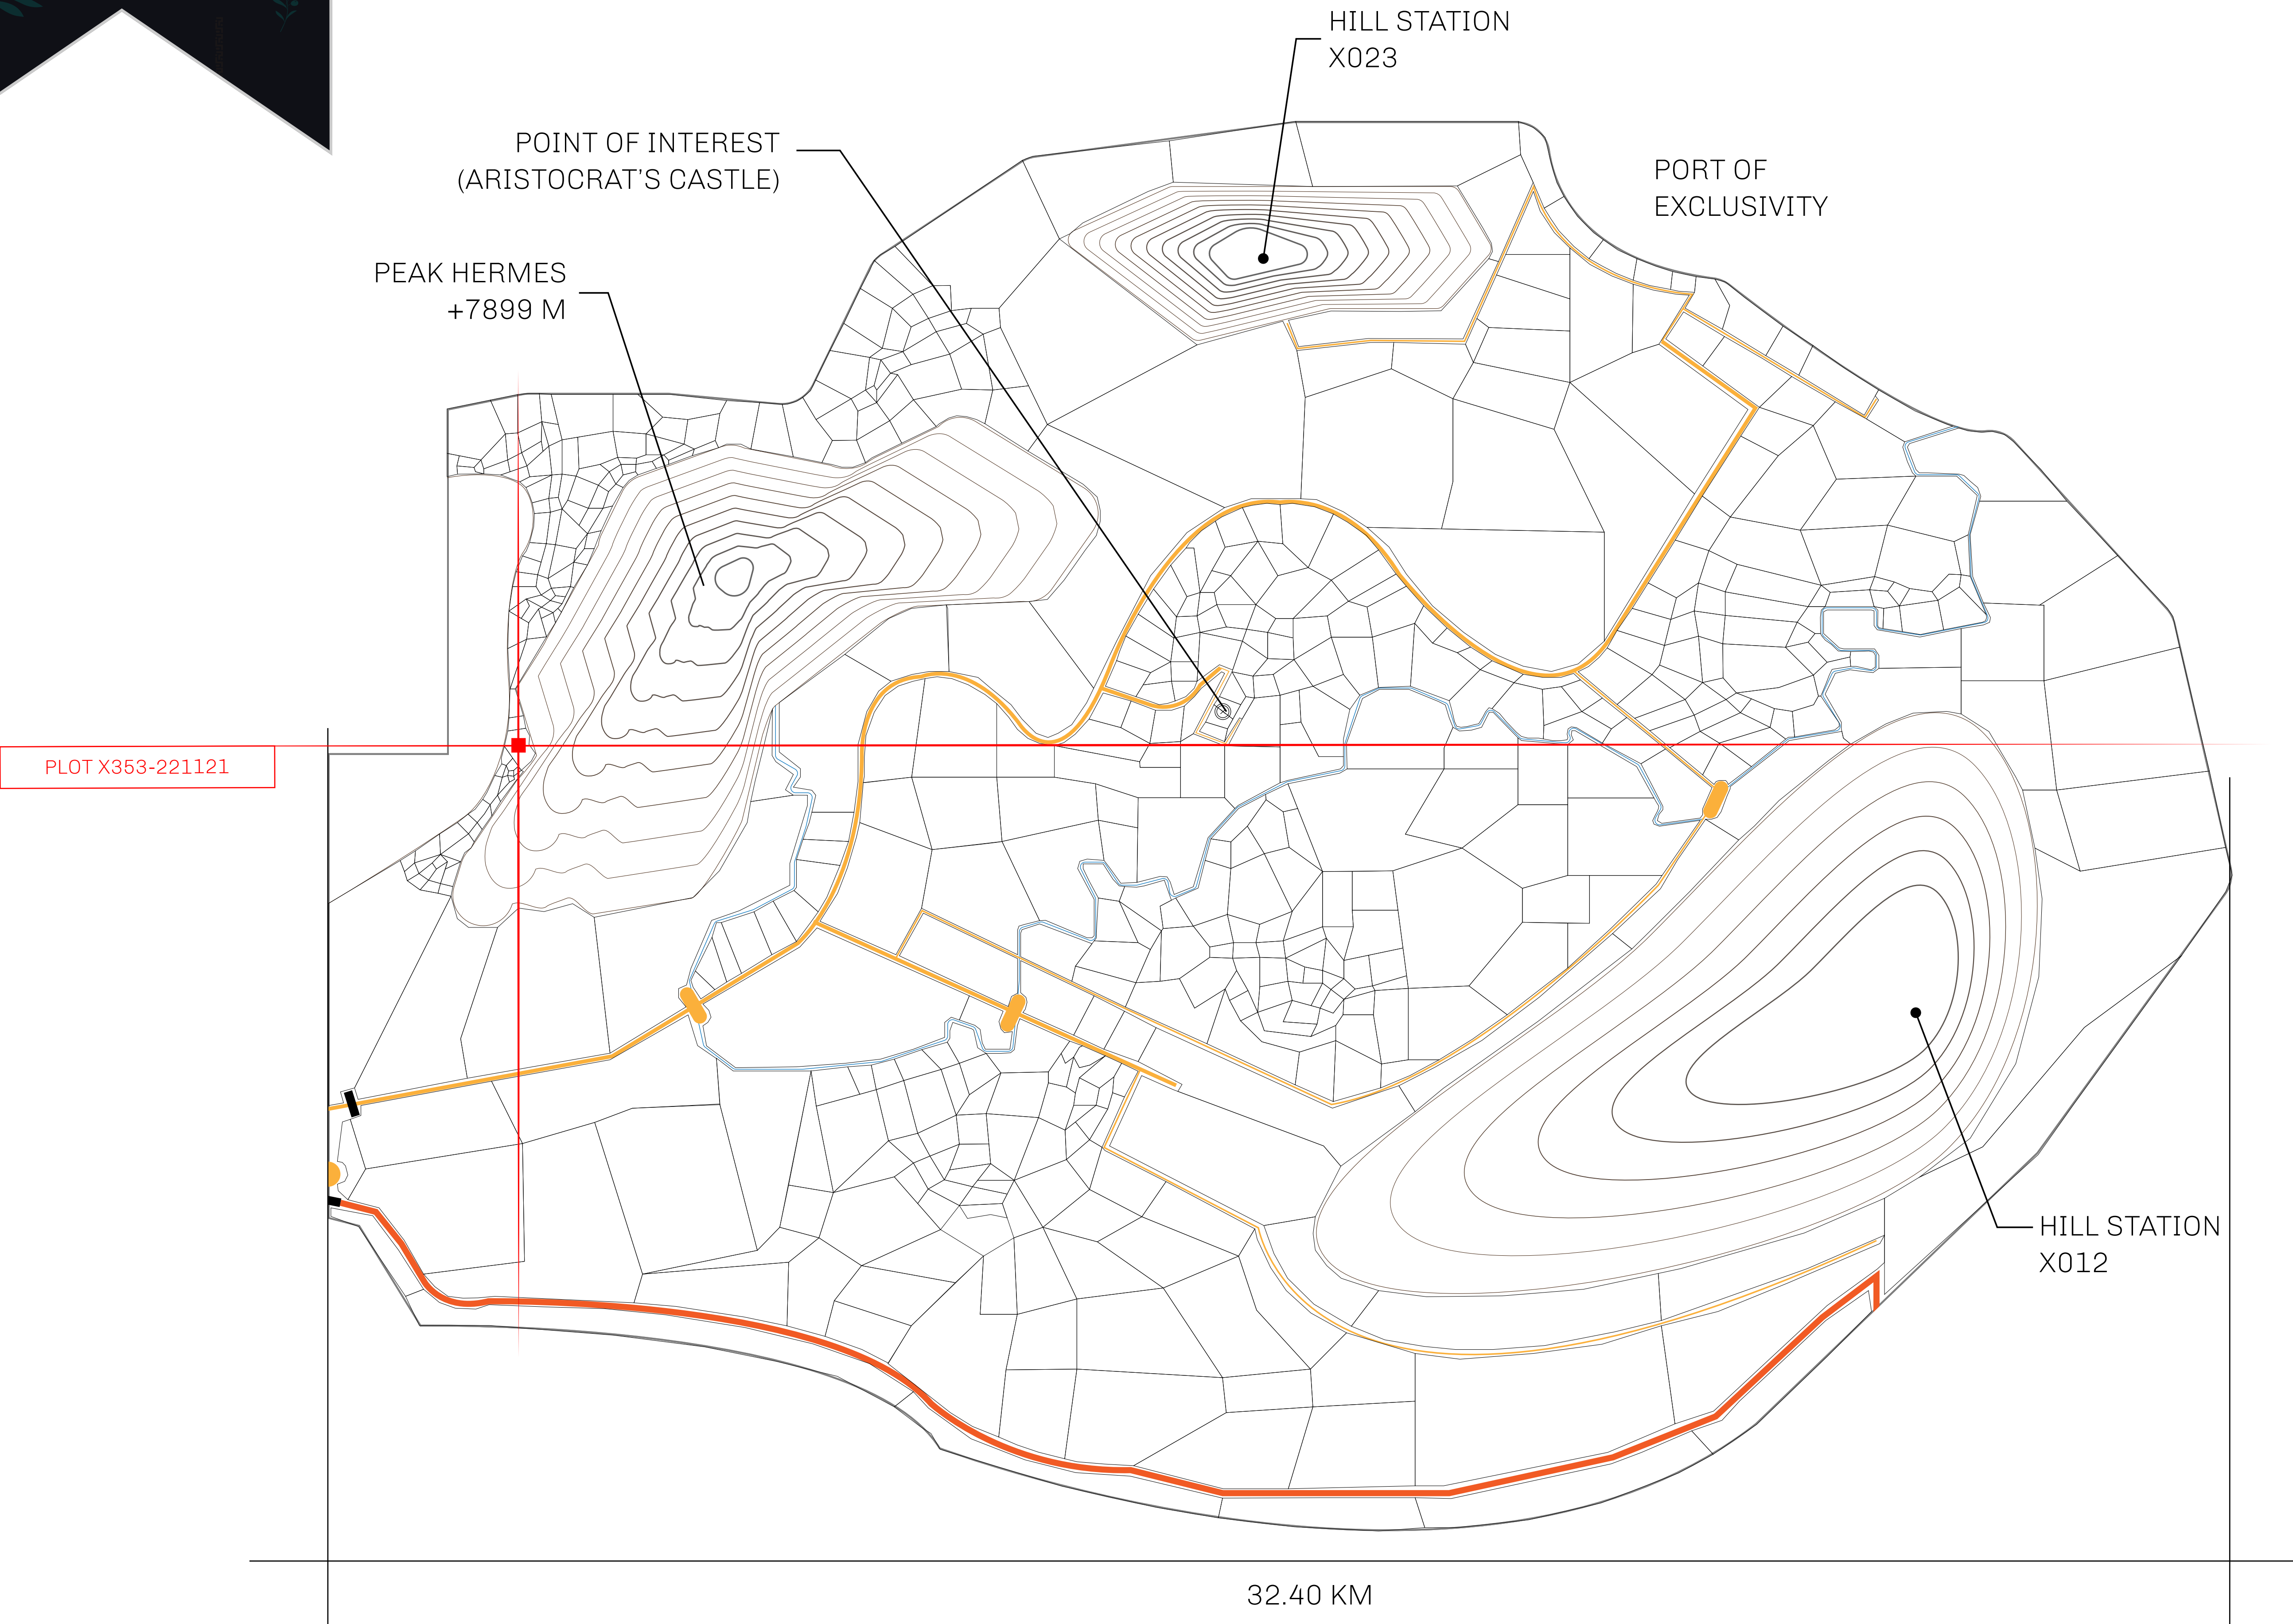 HILL STATION
X023
POINT OF INTEREST
(ARISTOCRAT'S CASTLE)
PORT OF
EXCLUSIVITY
PEAK HERMES
+7899 M
PLOT X353-221121
HILL STATION
X012
32.40 KM